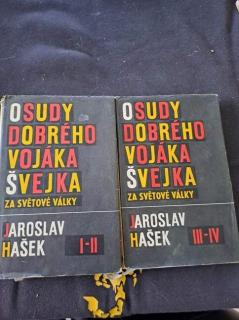 OSUDY
DOBRÉHO
VOJÁKA
ŠVEJKA
ZA SVĚTOVÉ VÁLKY
JAROSLAV
HAŠEK
I-II
OSUDY
DOBRÉHO
VOJÁKA
ŠVEJKA
ZA SVĚTOVÉ VÁLKY
JAROSLAV
HAŠEK
III-IV